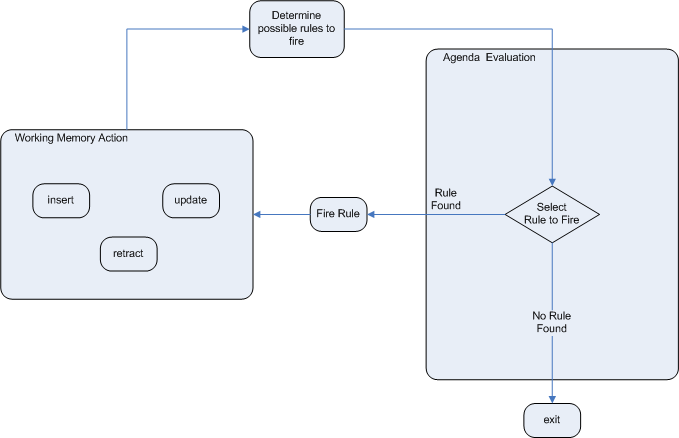 Determine
possible rules to
fire
Agenda Evaluation
Working Memory Action
insert
update
retract
Fire Rule
Rule
Found
Select
Rule to Fire
No Rule
Found
exit